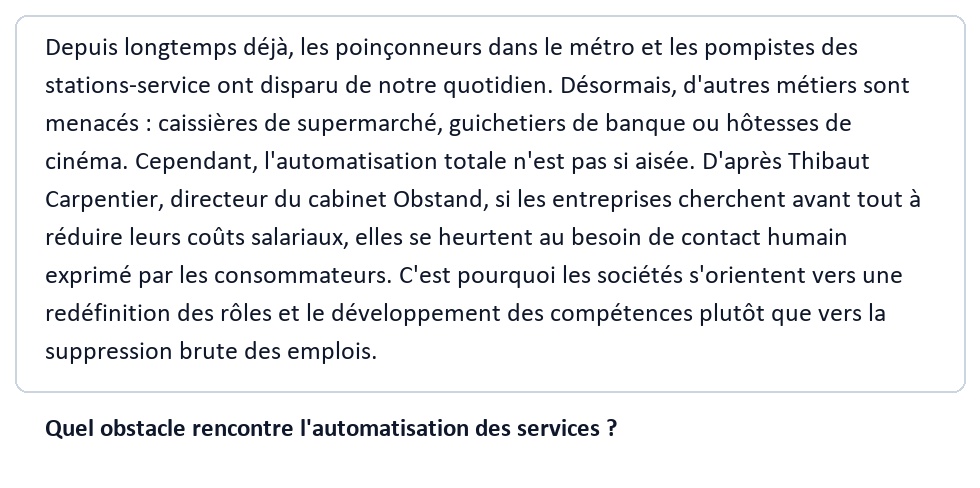 Depuis longtemps déjà, les poinçonneurs dans le métro et les pompistes des
stations-service ont disparu de notre quotidien. Désormais, d'autres métiers sont
menacés : caissières de supermarché, guichetiers de banque ou hôtesses de
cinéma. Cependant, l'automatisation totale n'est pas si aisée. D'après Thibaut
Carpentier, directeur du cabinet Obstand, si les entreprises cherchent avant tout à
réduire leurs coûts salariaux, elles se heurtent au besoin de contact humain
exprimé par les consommateurs. C'est pourquoi les sociétés s'orientent vers une
redéfinition des rôles et le développement des compétences plutôt que vers la
suppression brute des emplois.
Quel obstacle rencontre l'automatisation des services ?